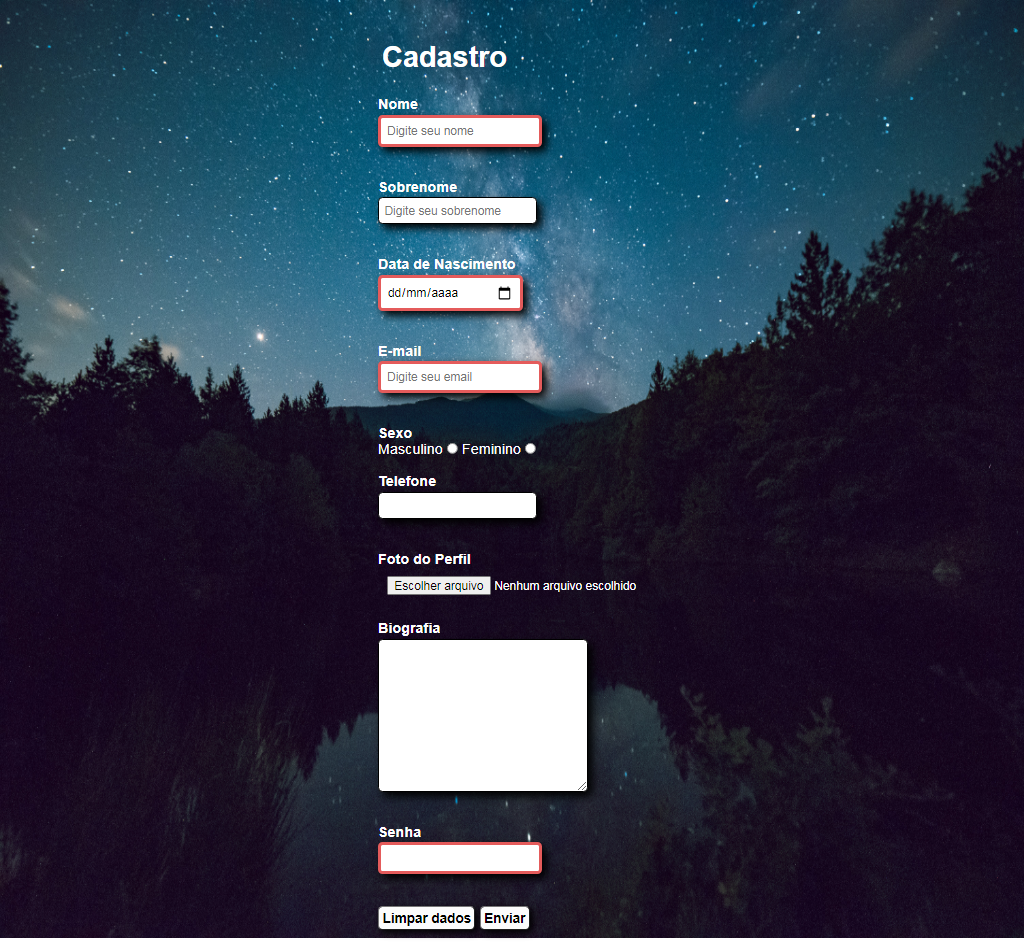 Cadastro
Nome
Digite seu nome
Sobrenome
Digite seu sobrenome
Data de Nascimento
dd/mm/aaaa
E-mail
Digite seu email
Sexo
Masculino Feminino
Telefone
Foto do Perfil
Escolher arquivo Nenhum arquivo escolhido
Biografia
Senha
Limpar dados Enviar